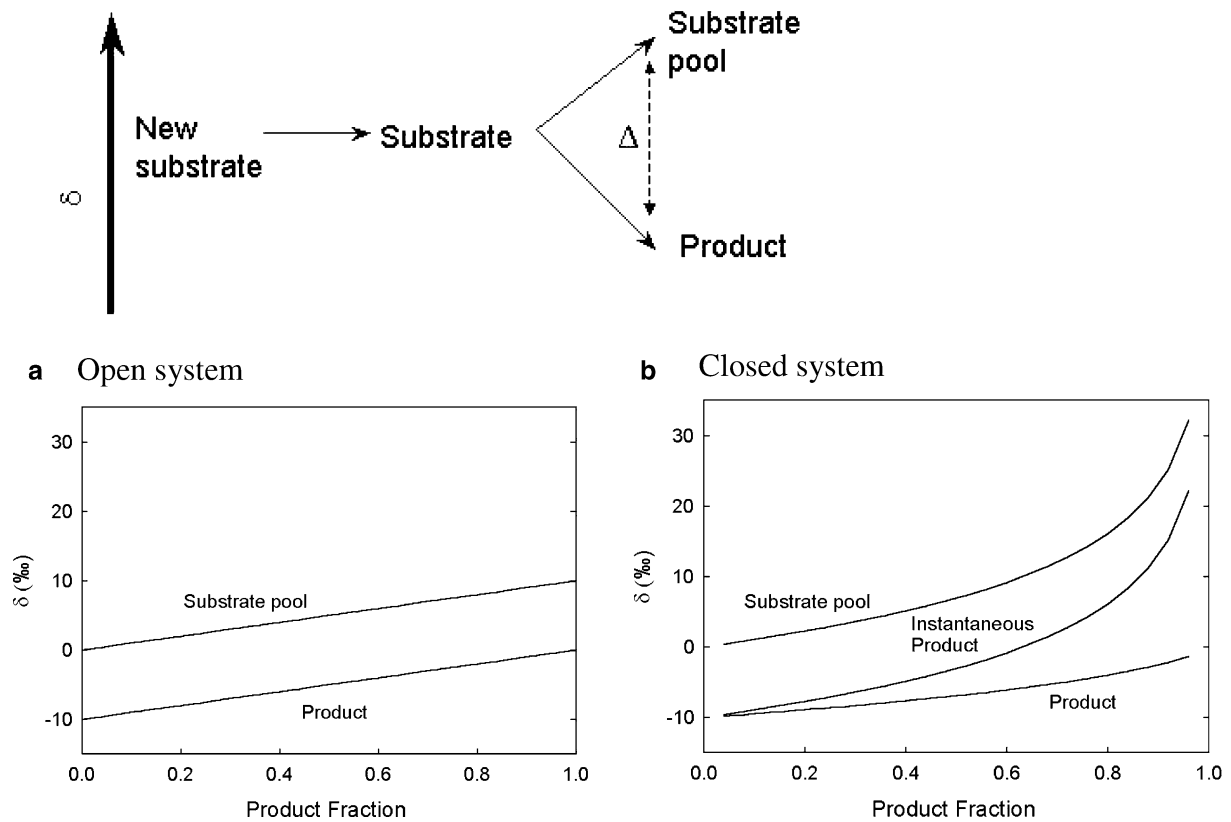 Substrate
pool
New
substrate
Substrate
Δ
δ
Product
a Open system
30
20
10
0
-10
δ (‰)
Substrate pool
Product
0.0 0.2 0.4 0.6 0.8 1.0
Product Fraction
b Closed system
30
20
10
0
-10
δ (‰)
Substrate pool
Instantaneous
Product
Product
0.0 0.2 0.4 0.6 0.8 1.0
Product Fraction